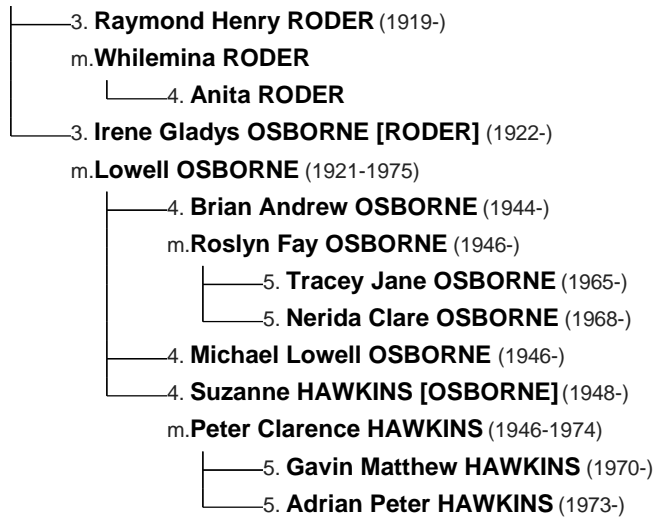 3. Raymond Henry RODER (1919-)
m.Whilemina RODER
4. Anita RODER
3. Irene Gladys OSBORNE [RODER] (1922-)
m.Lowell OSBORNE (1921-1975)
4. Brian Andrew OSBORNE (1944-)
m.Roslyn Fay OSBORNE (1946-)
5. Tracey Jane OSBORNE (1965-)
5. Nerida Clare OSBORNE (1968-)
4. Michael Lowell OSBORNE (1946-)
4. Suzanne HAWKINS [OSBORNE] (1948-)
m.Peter Clarence HAWKINS (1946-1974)
5. Gavin Matthew HAWKINS (1970-)
5. Adrian Peter HAWKINS (1973-)